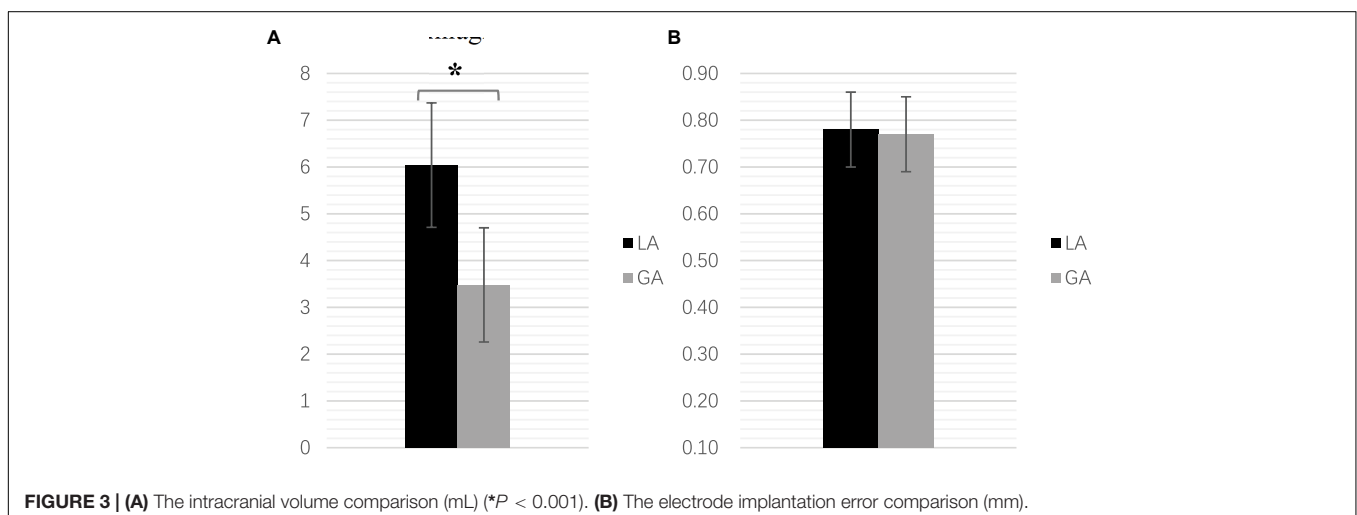 A
B
*
8
7
6
5
4
3
2
1
0
LA
GA
0.90
0.80
0.70
0.60
0.50
0.40
0.30
0.20
0.10
LA
GA
FIGURE 3 | (A) The intracranial volume comparison (mL) (*P < 0.001). (B) The electrode implantation error comparison (mm).